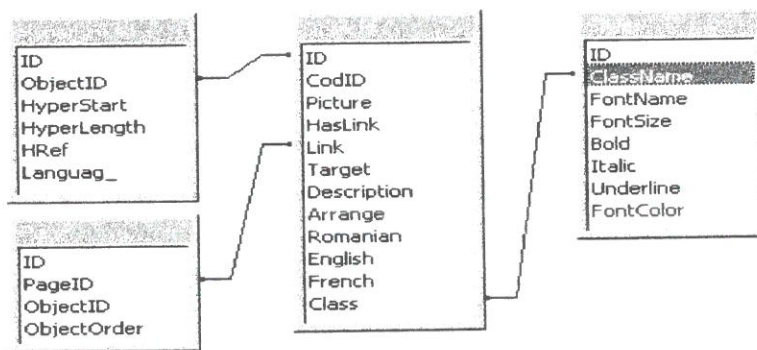 ID
ObjectID
HyperStart
HyperLength
HRef
Languag_
ID
PageID
ObjectID
ObjectOrder
ID
CodID
Picture
HasLink
Link
Target
Description
Arrange
Romanian
English
French
Class
ID
ClassName
FontName
FontSize
Bold
Italic
Underline
FontColor